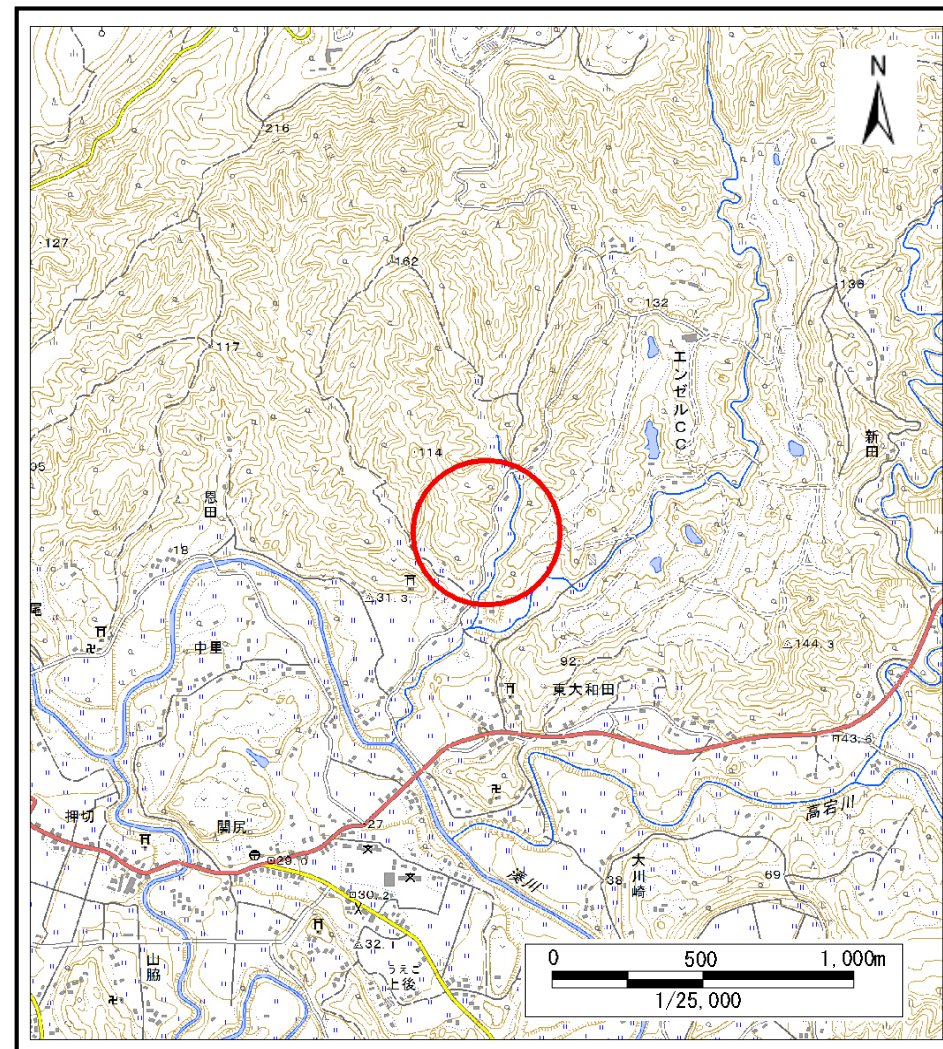 N
216
127
162
132
136
117
エンゼルCC
新田
114
95
恩田
18
31.3
尾
中里
144.3
92
東大和田
50
43.6
高宕川
押切
関尻
27
29.0
湊川
大川崎
38
69
30.2
32.1
うえご
上後
山脇
0 500 1,000m
1/25,000